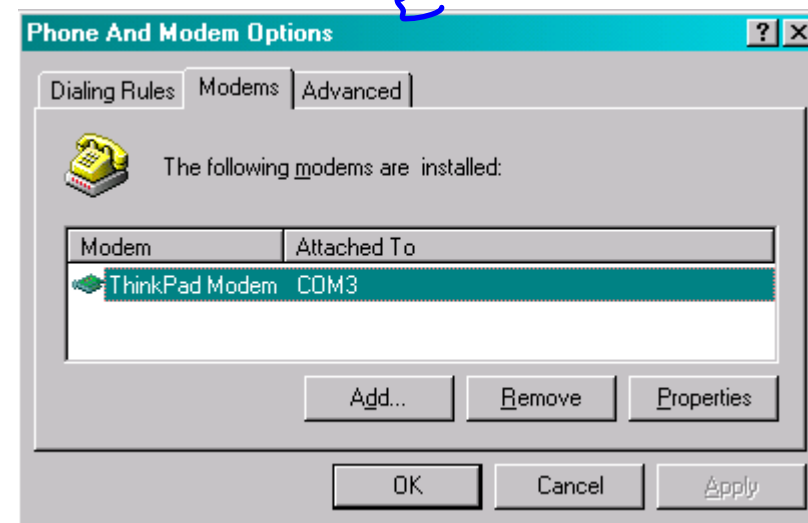 Phone And Modem Options
Dialing Rules Modems Advanced
The following modems are installed:
Modem Attached To
ThinkPad Modem COM3
Add... Remove Properties
OK Cancel Apply